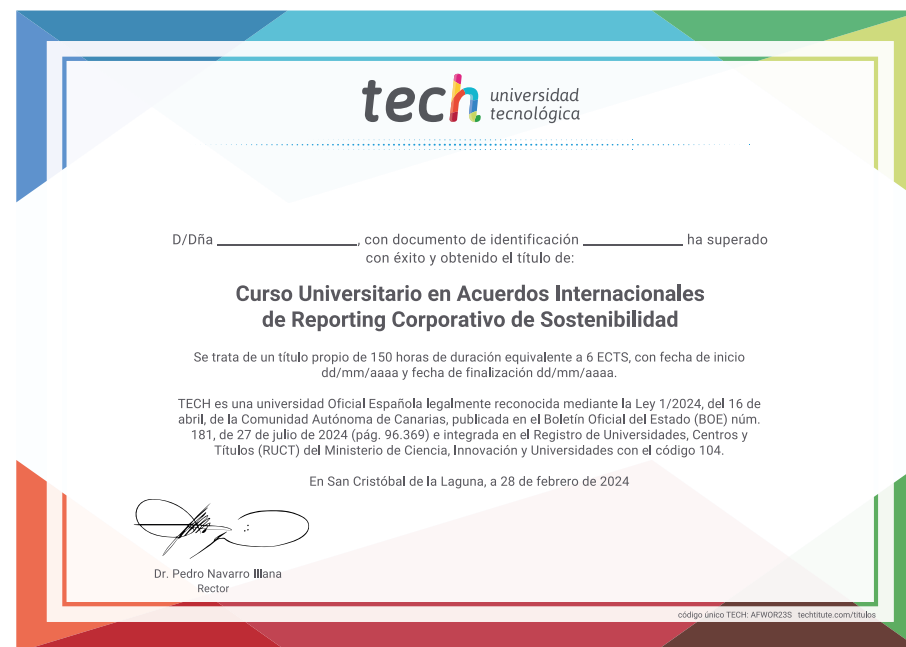 tech universidad
tecnológica
D/Dña ____________________, con documento de identificación ______________ ha superado
con éxito y obtenido el título de:
Curso Universitario en Acuerdos Internacionales
de Reporting Corporativo de Sostenibilidad
Se trata de un título propio de 150 horas de duración equivalente a 6 ECTS, con fecha de inicio
dd/mm/aaaa y fecha de finalización dd/mm/aaaa.
TECH es una universidad Oficial Española legalmente reconocida mediante la Ley 1/2024, del 16 de
abril, de la Comunidad Autónoma de Canarias, publicada en el Boletín Oficial del Estado (BOE) núm.
181, de 27 de julio de 2024 (pág. 96.369) e integrada en el Registro de Universidades, Centros y
Títulos (RUCT) del Ministerio de Ciencia, Innovación y Universidades con el código 104.
En San Cristóbal de la Laguna, a 28 de febrero de 2024
Dr. Pedro Navarro Illana
Rector
código único TECH: AFWOR23S techtitute.com/titulos